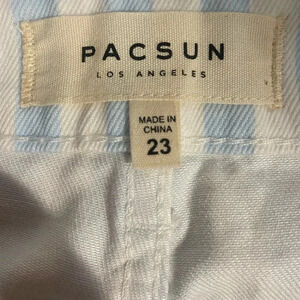 PACSUN
LOS ANGELES
MADE IN
CHINA
23